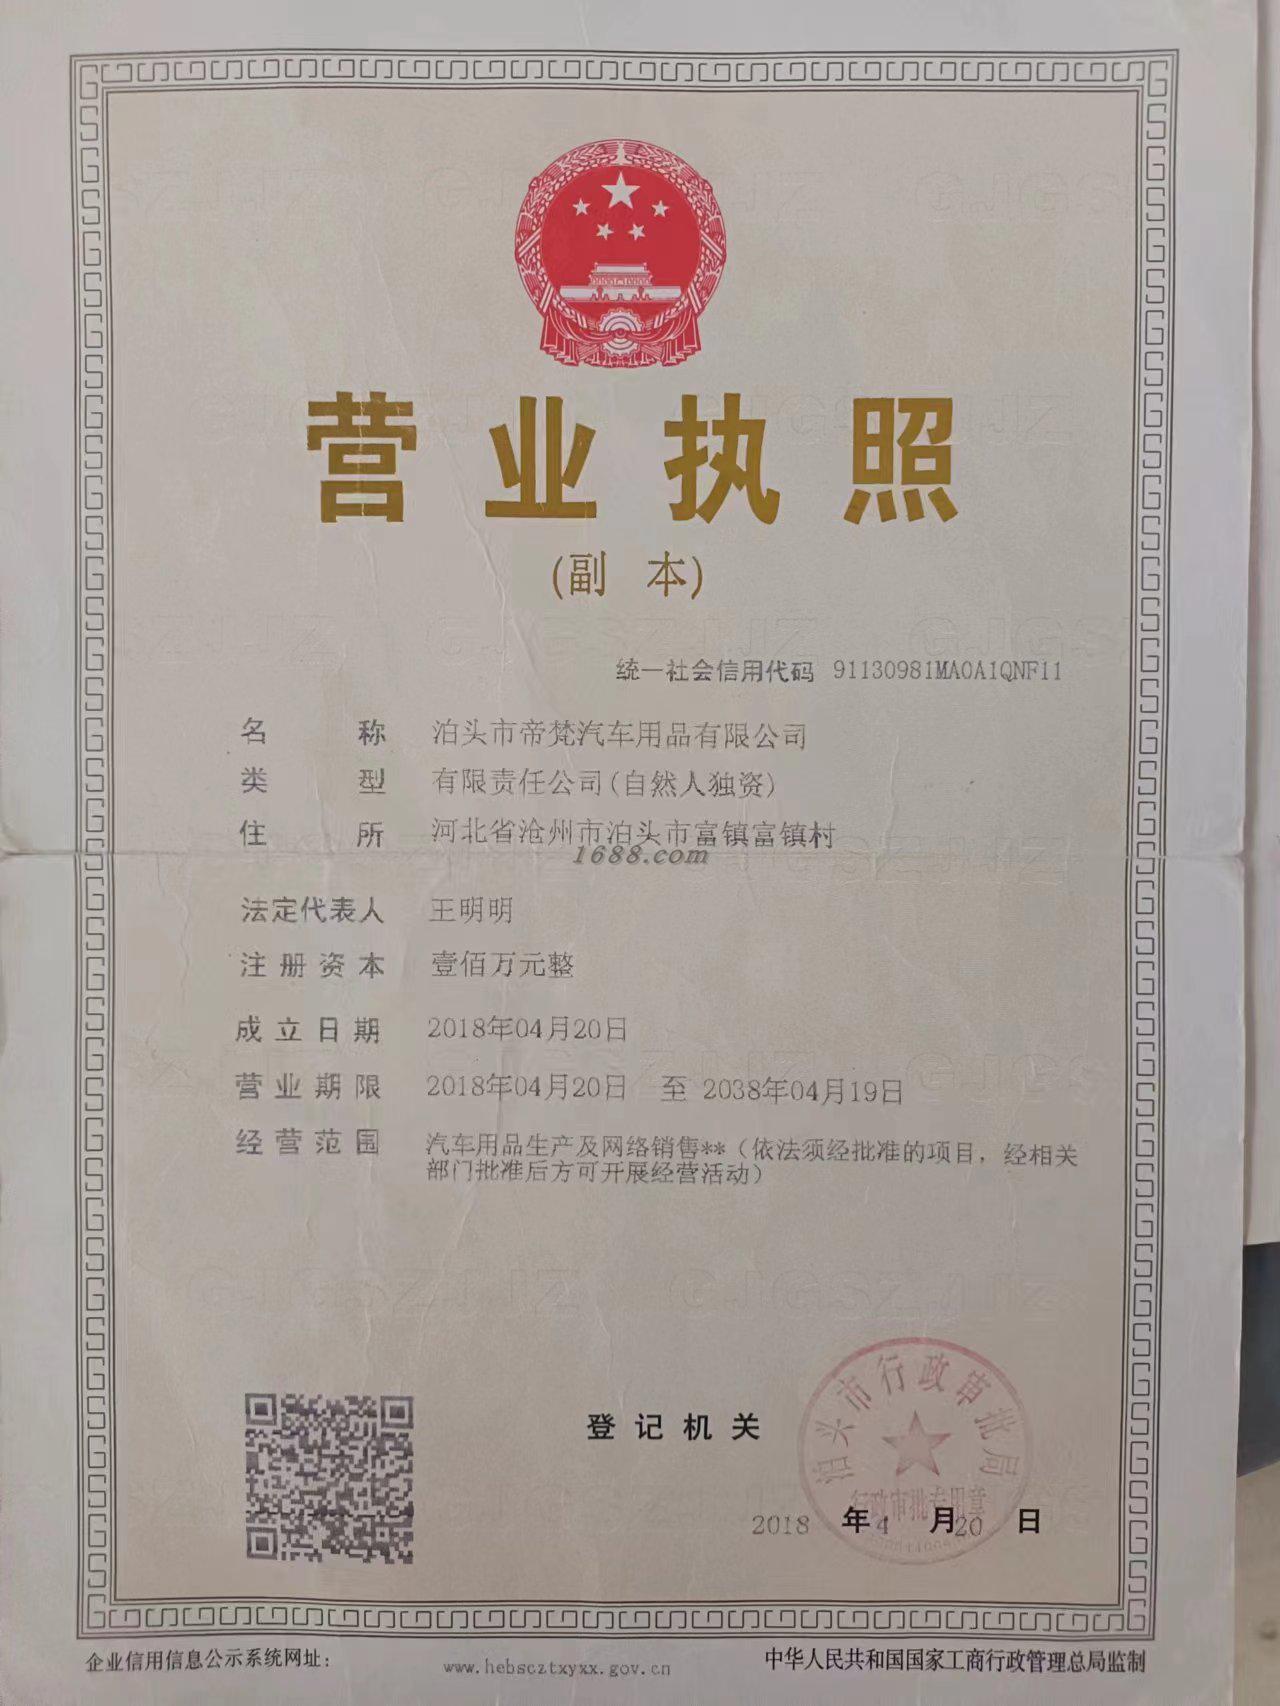 营业执照
(副 本)
统一社会信用代码 91130981MA0A1QNF11
名称 泊头市帝梵汽车用品有限公司
类型 有限责任公司(自然人独资)
住所 河北省沧州市泊头市富镇富镇村
1688.com
法定代表人 王明明
注册资本 壹佰万元整
成立日期 2018年04月20日
营业期限 2018年04月20日 至 2038年04月19日
经营范围 汽车用品生产及网络销售**（依法须经批准的项目，经相关
部门批准后方可开展经营活动）
泊头市行政审批局
登记机关
行政审批专用章
2018 年 4 月 20 日
企业信用信息公示系统网址： www.hebscztxyxx.gov.cn 中华人民共和国国家工商行政管理总局监制